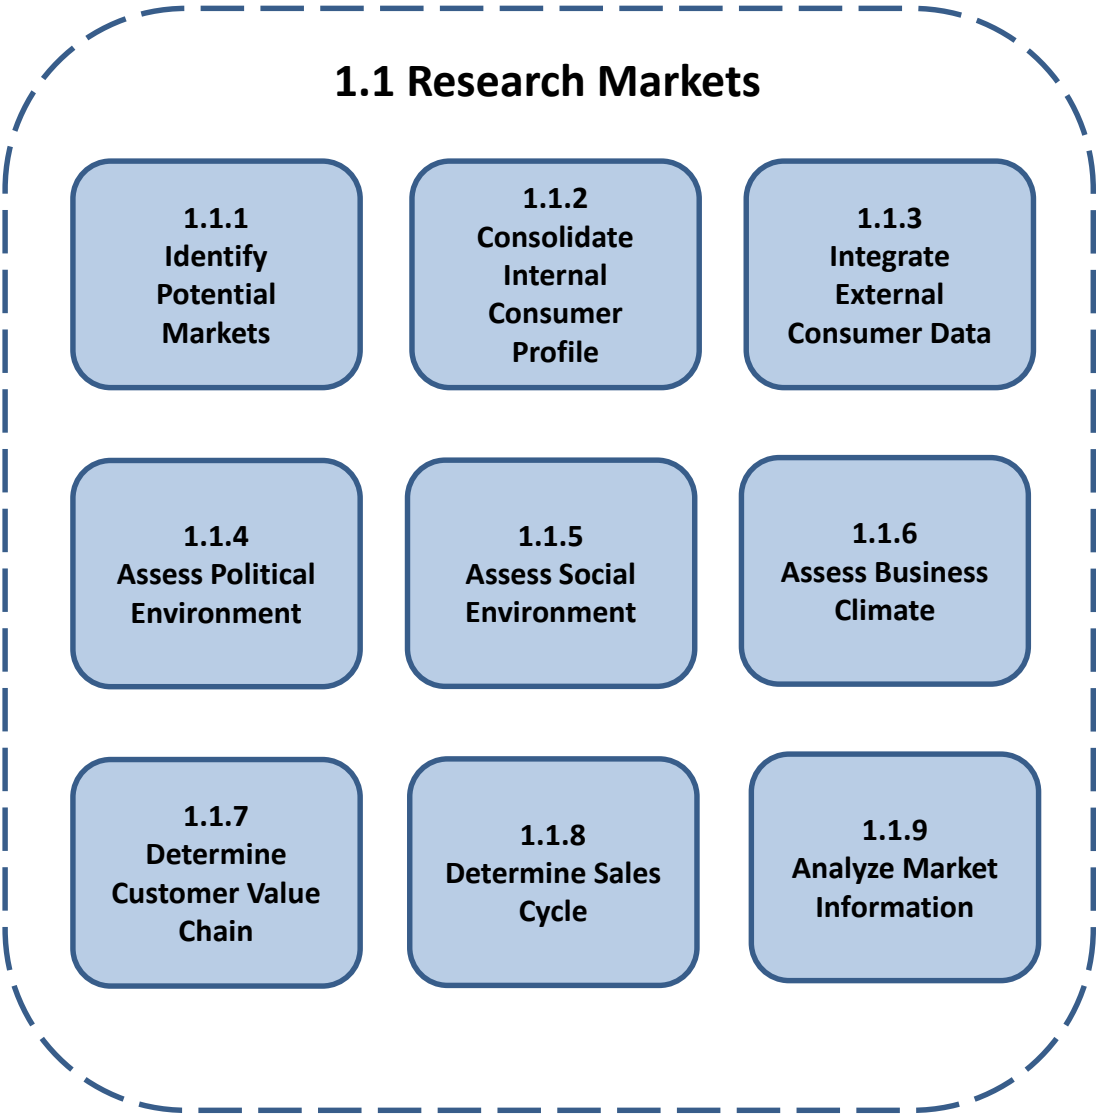 1.1 Research Markets
1.1.1
Identify
Potential
Markets
1.1.2
Consolidate
Internal
Consumer
Profile
1.1.3
Integrate
External
Consumer Data
1.1.4
Assess Political
Environment
1.1.5
Assess Social
Environment
1.1.6
Assess Business
Climate
1.1.7
Determine
Customer Value
Chain
1.1.8
Determine Sales
Cycle
1.1.9
Analyze Market
Information